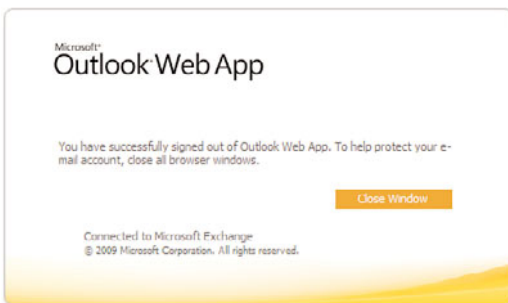 Microsoft®
Outlook Web App
You have successfully signed out of Outlook Web App. To help protect your e-
mail account, close all browser windows.
Close Window
Connected to Microsoft Exchange
© 2009 Microsoft Corporation. All rights reserved.